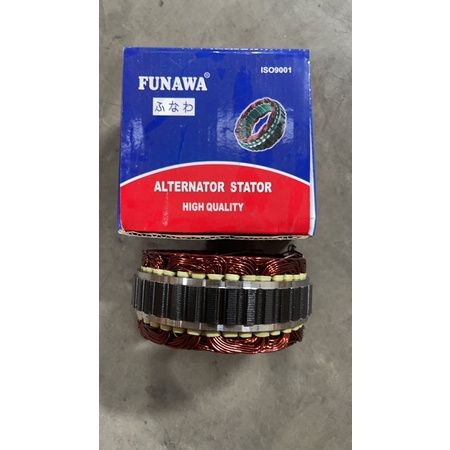 ISO9001
FUNAWA®
ふなわ
ALTERNATOR STATOR
HIGH QUALITY